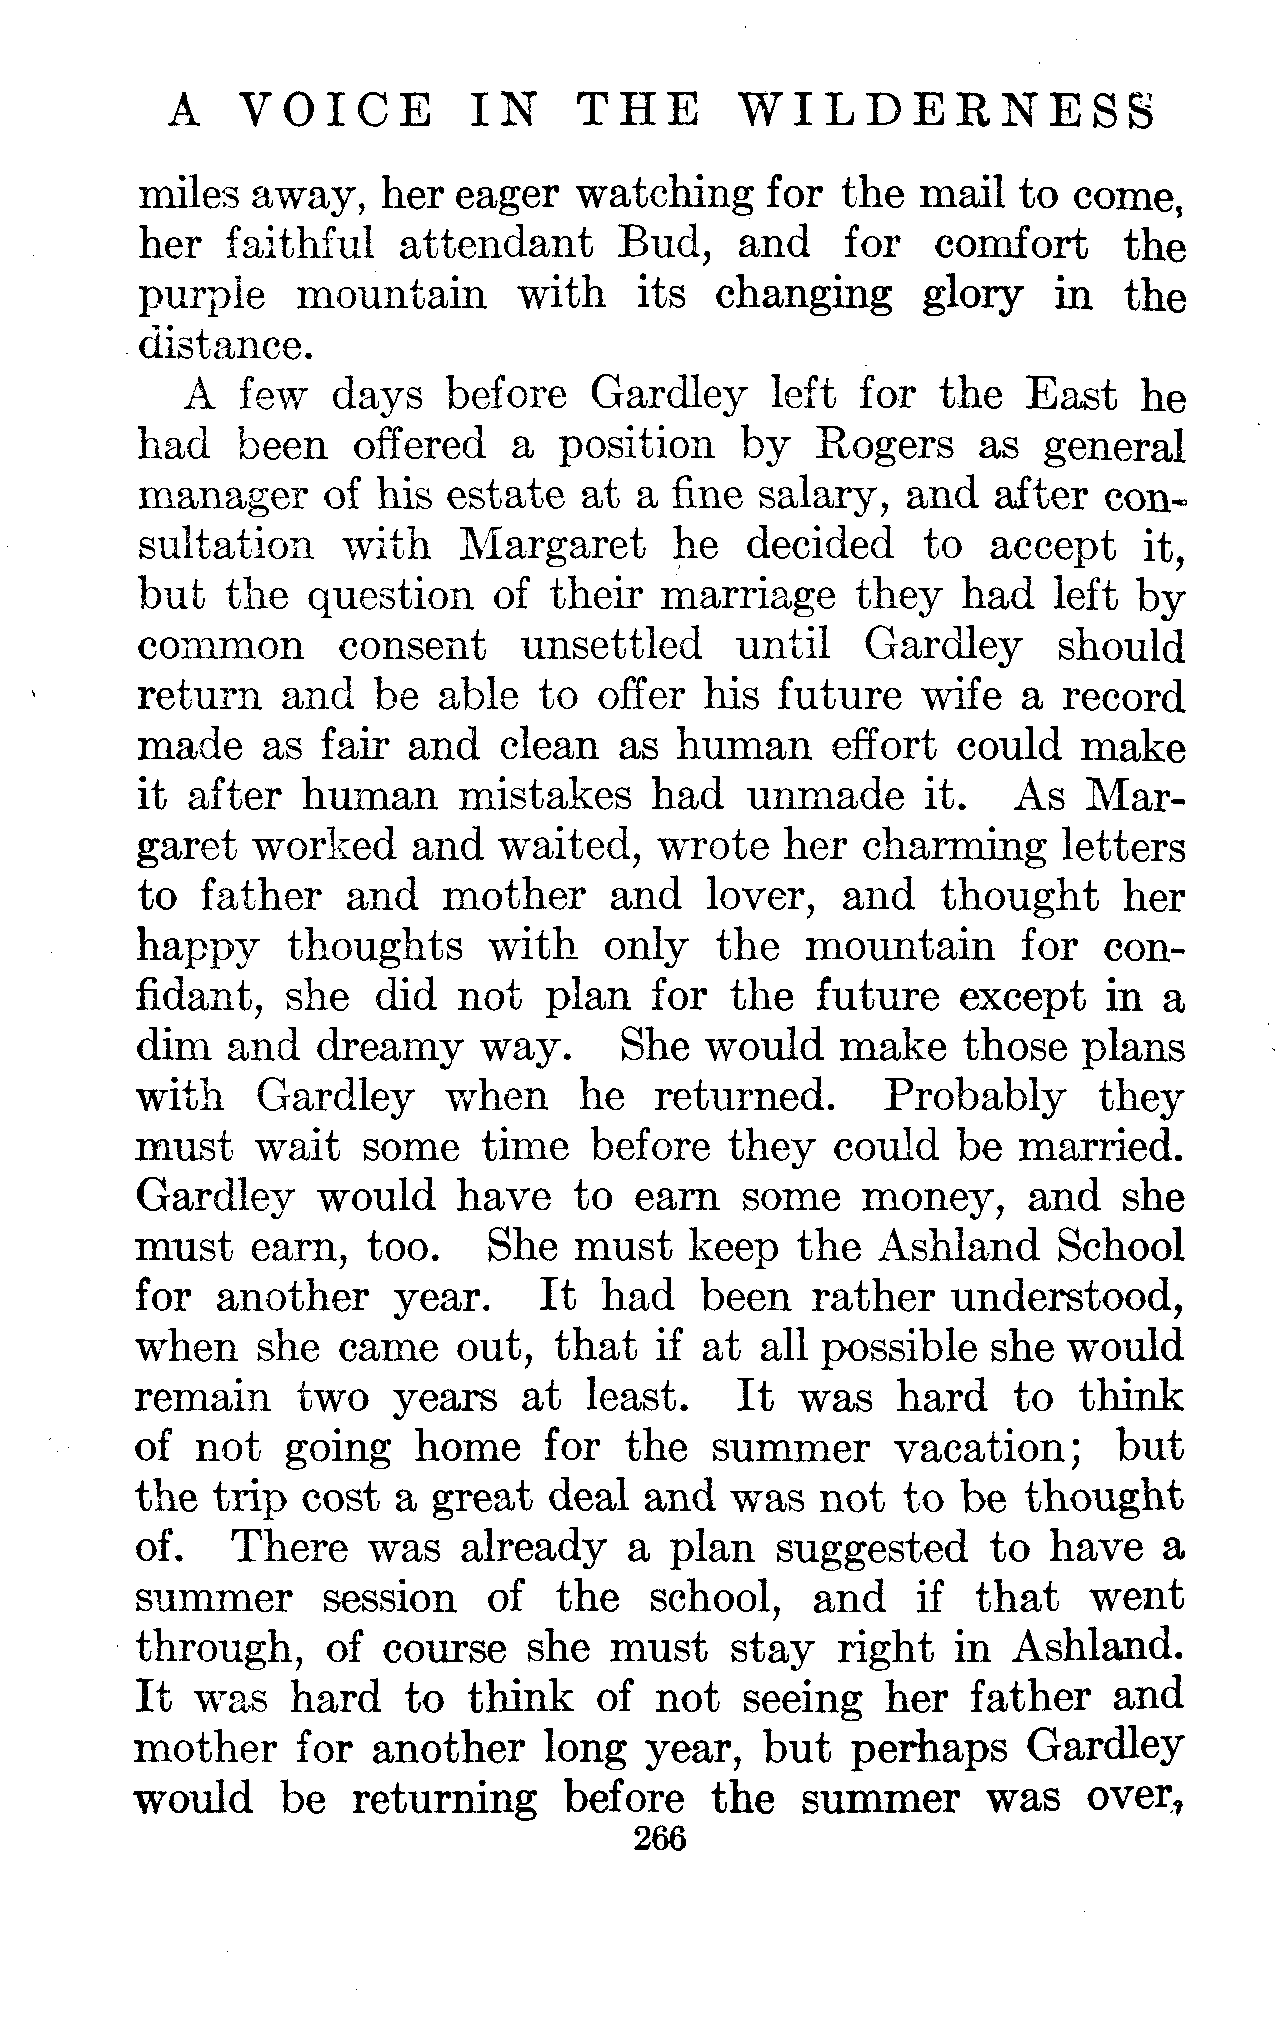 A VOICE IN THE WILDERNESS
miles away, her eager watching for the mail to come,
her faithful attendant Bud, and for comfort the
purple mountain with its changing glory in the
distance.
A few days before Gardley left for the East he
had been offered a position by Rogers as general
manager of his estate at a fine salary, and after con-
sultation with Margaret he decided to accept it,
but the question of their marriage they had left by
common consent unsettled until Gardley should
return and be able to offer his future wife a record
made as fair and clean as human effort could make
it after human mistakes had unmade it. As Mar-
garet worked and waited, wrote her charming letters
to father and mother and lover, and thought her
happy thoughts with only the mountain for con-
fidant, she did not plan for the future except in a
dim and dreamy way. She would make those plans
with Gardley when he returned. Probably they
must wait some time before they could be married.
Gardley would have to earn some money, and she
must earn, too. She must keep the Ashland School
for another year. It had been rather understood,
when she came out, that if at all possible she would
remain two years at least. It was hard to think
of not going home for the summer vacation; but
the trip cost a great deal and was not to be thought
of. There was already a plan suggested to have a
summer session of the school, and if that went
through, of course she must stay right in Ashland.
It was hard to think of not seeing her father and
mother for another long year, but perhaps Gardley
would be returning before the summer was over,
266